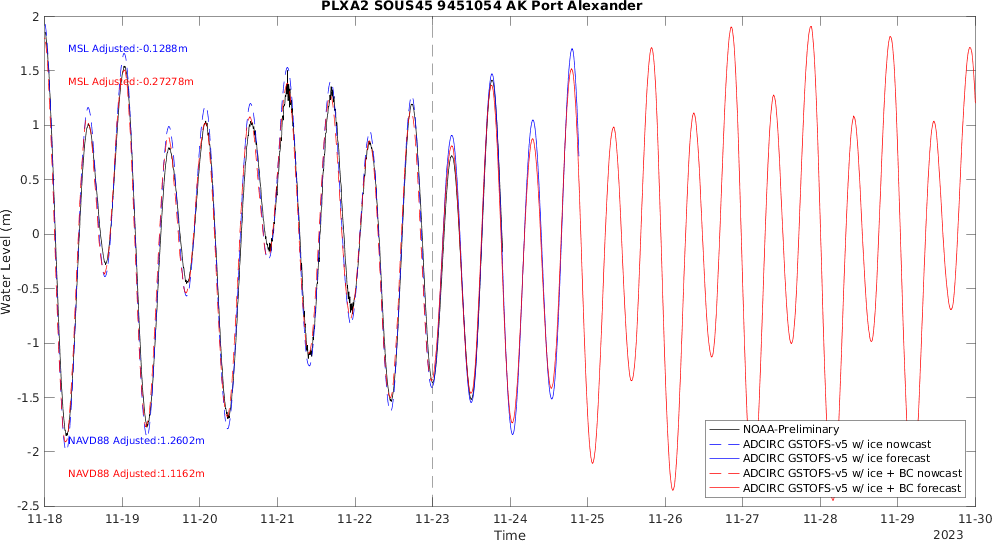 PLXA2 SOUS45 9451054 AK Port Alexander
MSL Adjusted:-0.1288m
MSL Adjusted:-0.27278m
NAVD88 Adjusted:1.2602m
NAVD88 Adjusted:1.1162m
Water Level (m)
2
1.5
1
0.5
0
-0.5
-1
-1.5
-2
-2.5
NOAA-Preliminary
ADCIRC GSTOFS-v5 w/ ice nowcast
ADCIRC GSTOFS-v5 w/ ice forecast
ADCIRC GSTOFS-v5 w/ ice + BC nowcast
ADCIRC GSTOFS-v5 w/ ice + BC forecast
11-18 11-19 11-20 11-21 11-22 11-23 11-24 11-25 11-26 11-27 11-28 11-29 11-30
Time
2023